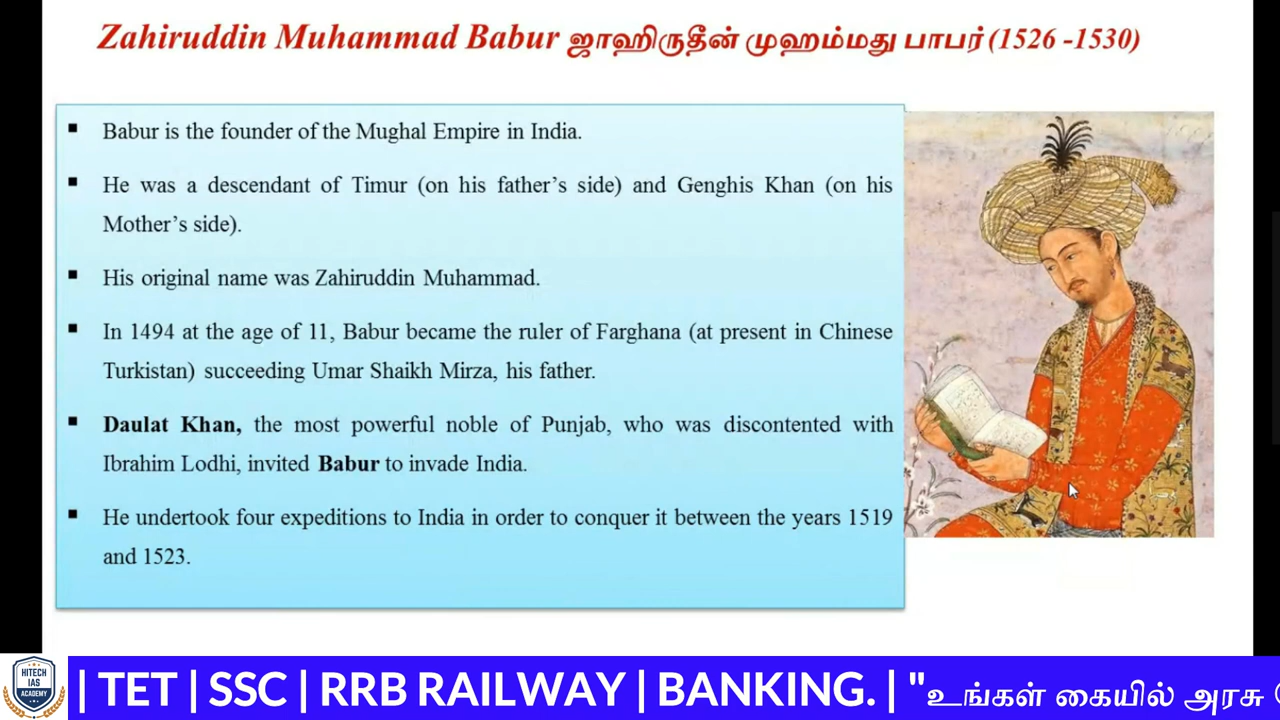 Zahiruddin Muhammad Babur ஜாஹிருதீன் முஹம்மது பாபர் (1526 -1530)
▪ Babur is the founder of the Mughal Empire in India.
▪ He was a descendant of Timur (on his father’s side) and Genghis Khan (on his
Mother’s side).
▪ His original name was Zahiruddin Muhammad.
▪ In 1494 at the age of 11, Babur became the ruler of Farghana (at present in Chinese
Turkistan) succeeding Umar Shaikh Mirza, his father.
▪ Daulat Khan, the most powerful noble of Punjab, who was discontented with
Ibrahim Lodhi, invited Babur to invade India.
▪ He undertook four expeditions to India in order to conquer it between the years 1519
and 1523.
HITECH
IAS
ACADEMY
| TET | SSC | RRB RAILWAY | BANKING. | "உங்கள் கையில் அரசு